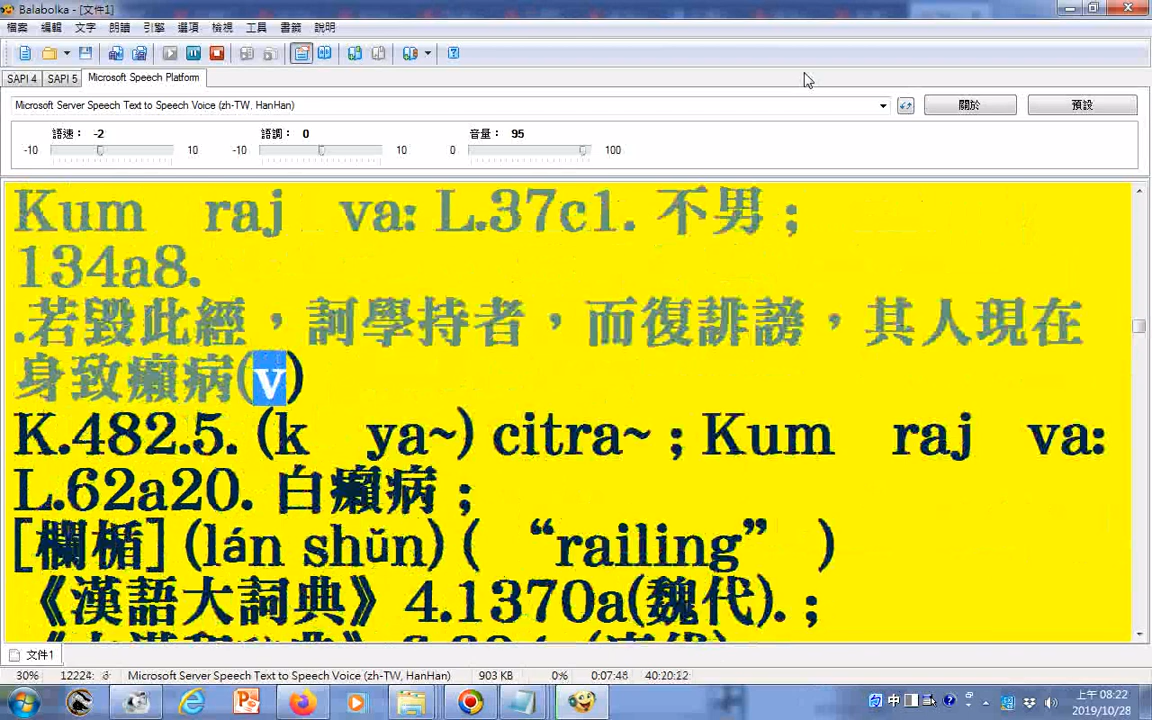 Balabolka - [文件1]
檔案 編輯 文字 朗讀 引擎 選項 檢視 工具 書籤 說明
SAPI 4 SAPI 5 Microsoft Speech Platform
Microsoft Server Speech Text to Speech Voice (zh-TW, HanHan) 關於 預設
語速： -2 語調： 0 音量： 95
-10 10 -10 10 0 100
Kum raj va: L.37c1. 不男；
134a8.
.若毀此經，訶學持者，而復誹謗，其人現在
身致癩病(v)
K.482.5. (k ya~) citra~ ; Kum raj va:
L.62a20. 白癩病；
[欄楯] (lán shǔn) ( “railing” )
《漢語大詞典》 4.1370a(魏代).；
文件1
30% Microsoft Server Speech Text to Speech Voice (zh-TW, HanHan) 903 KB 0% 0:07:48 40:20:22
中 上午 08:22
2019/10/28